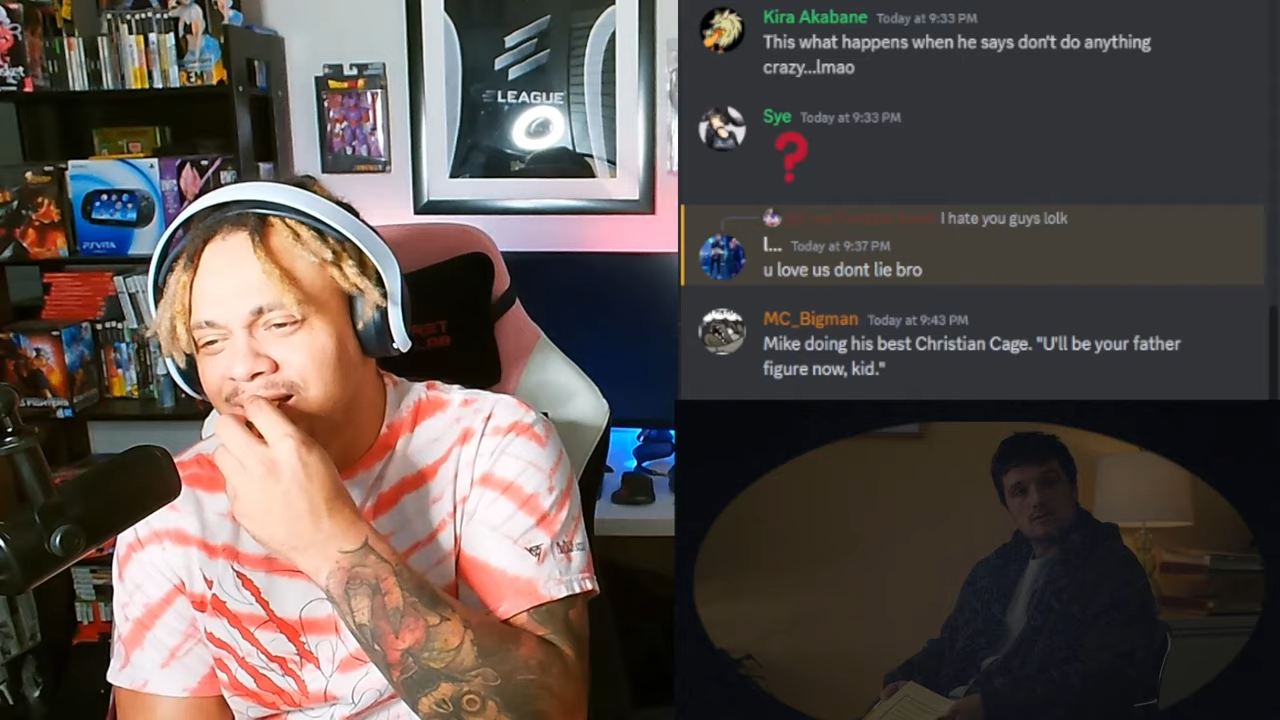 LEAGUE
PSVITA
Kira Akabane Today at 9:33 PM
This what happens when he says don't do anything
crazy...lmao
Sye Today at 9:33 PM
?
I hate you guys lolk
l... Today at 9:37 PM
u love us dont lie bro
MC_Bigman Today at 9:43 PM
Mike doing his best Christian Cage. "U'll be your father
figure now, kid."